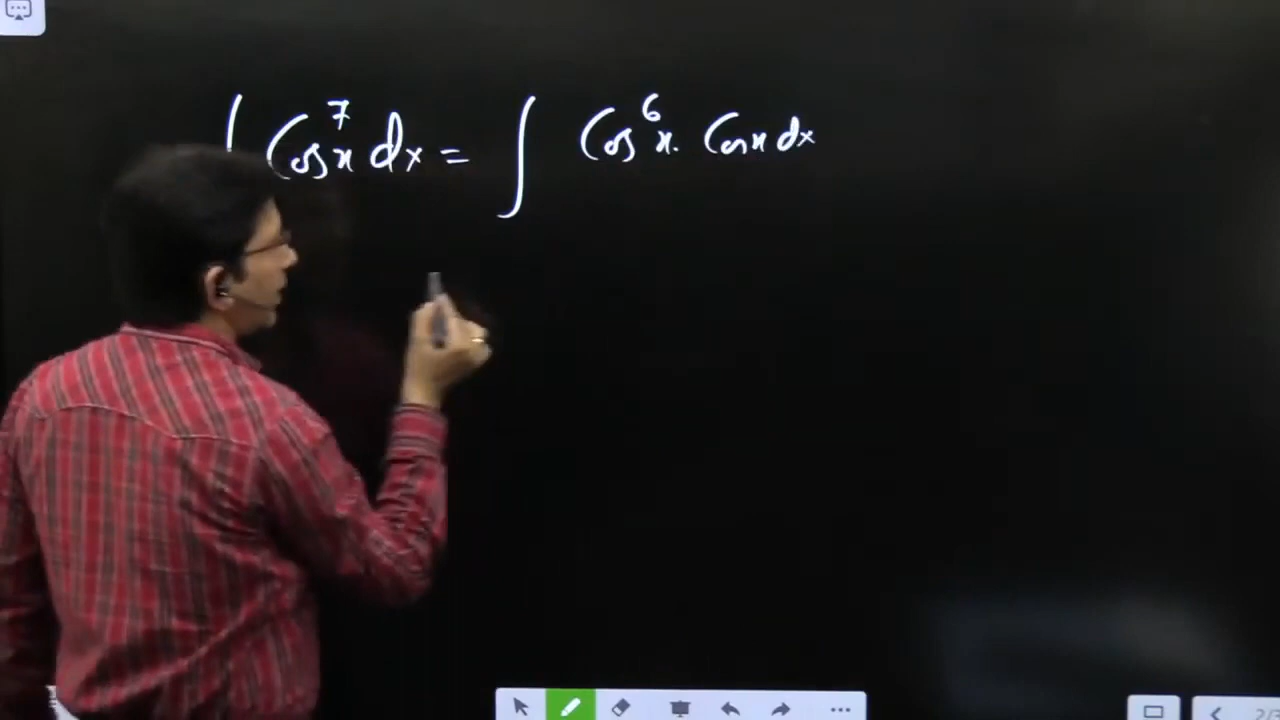 ∫ Cos⁷x dx = ∫ Cos⁶x. Cosx dx